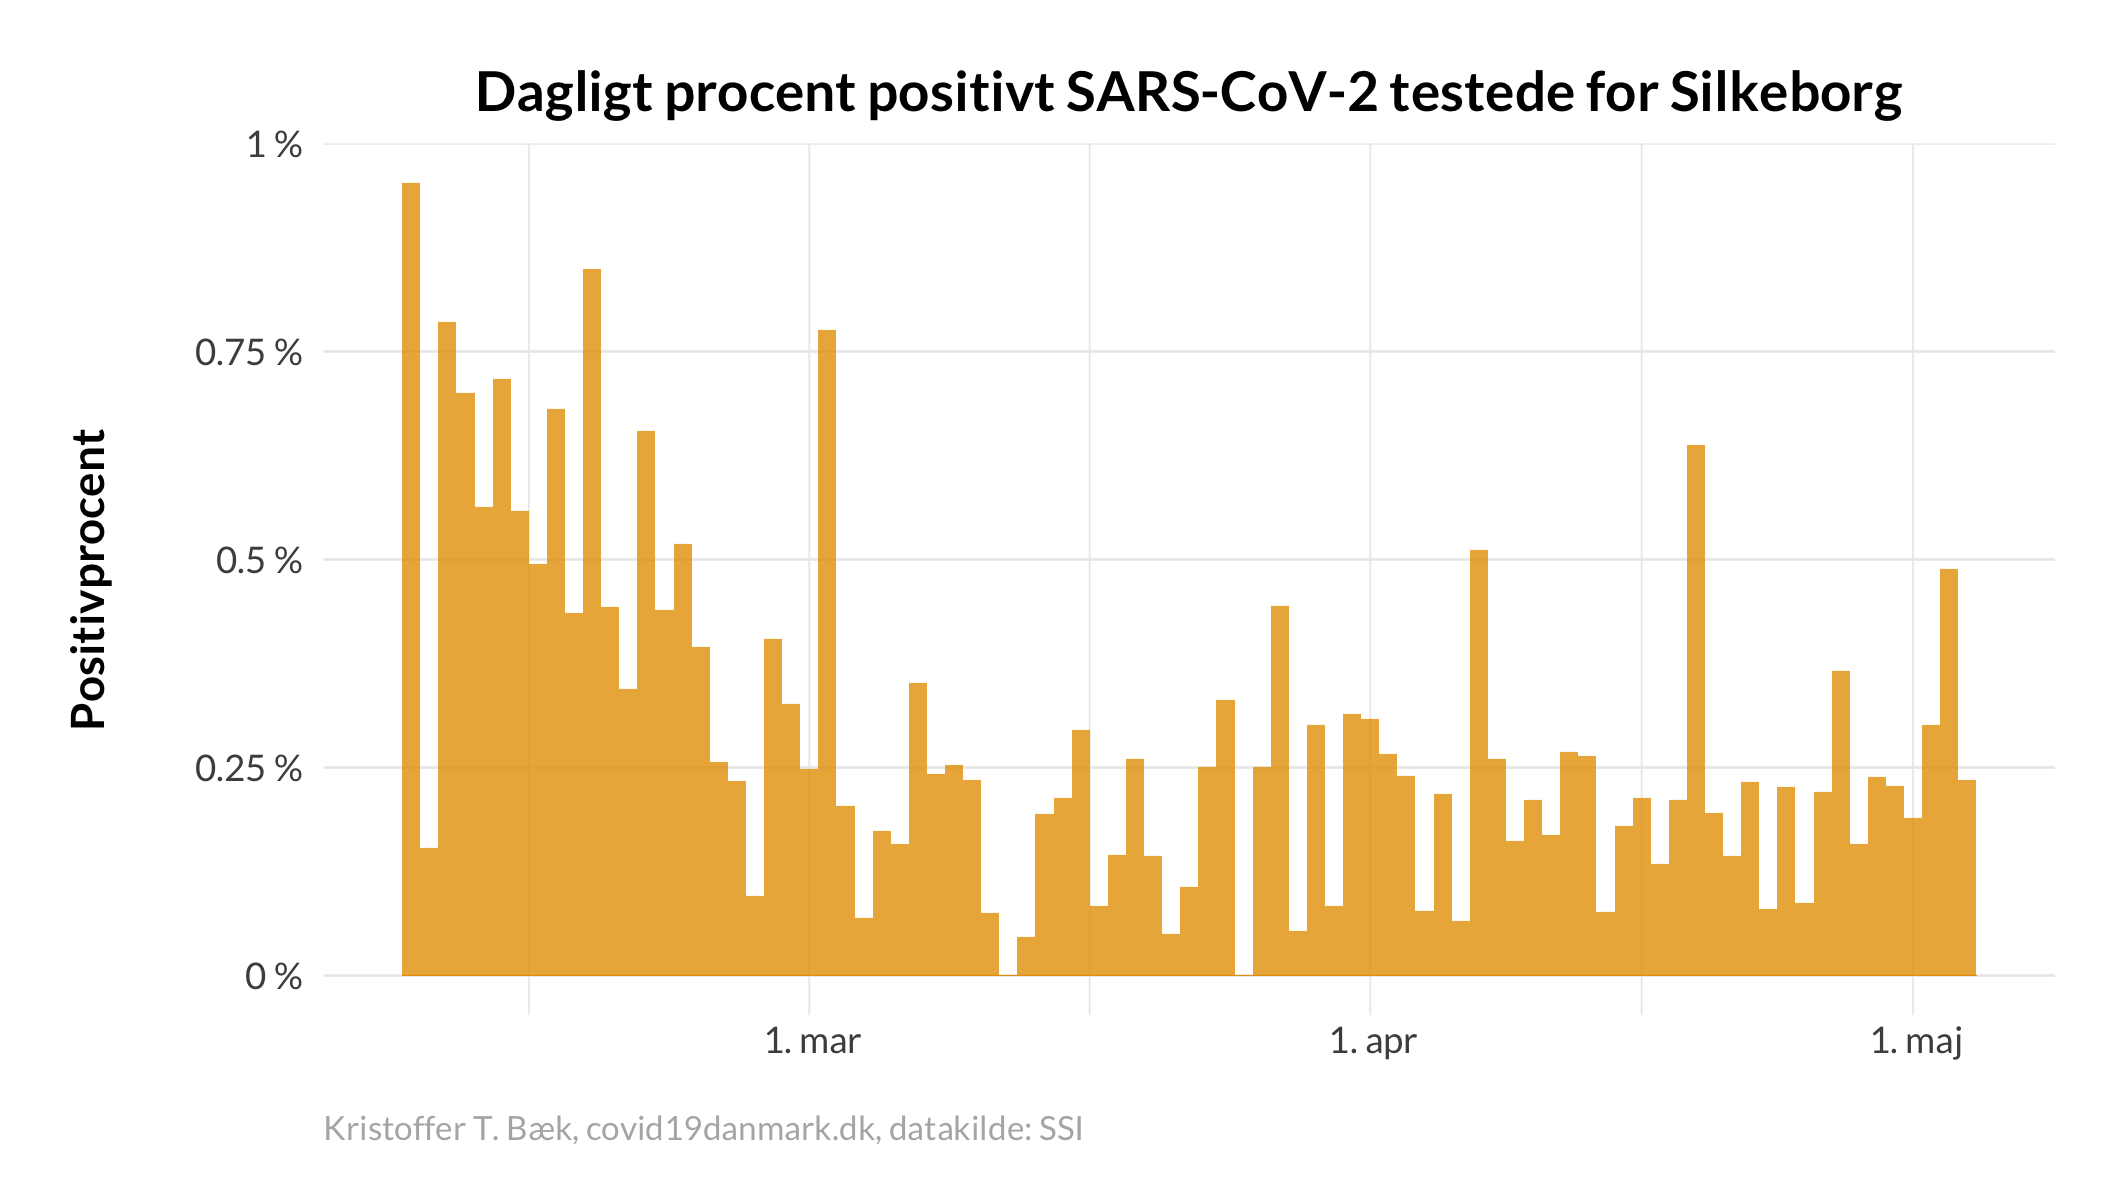 Dagligt procent positivt SARS-CoV-2 testede for Silkeborg
Positivprocent
1 %
0.75 %
0.5 %
0.25 %
0 %
1. mar
1. apr
1. maj
Kristoffer T. Bæk, covid19danmark.dk, datakilde: SSI